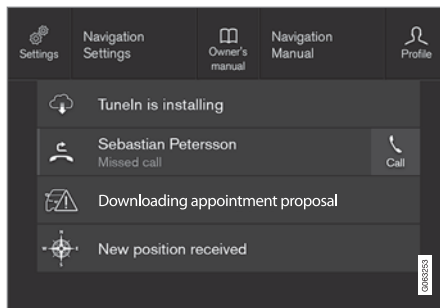 Settings
Navigation
Settings
Owner's
manual
Navigation
Manual
Profile
TuneIn is installing
Sebastian Petersson
Missed call
Call
Downloading appointment proposal
New position received
G063253